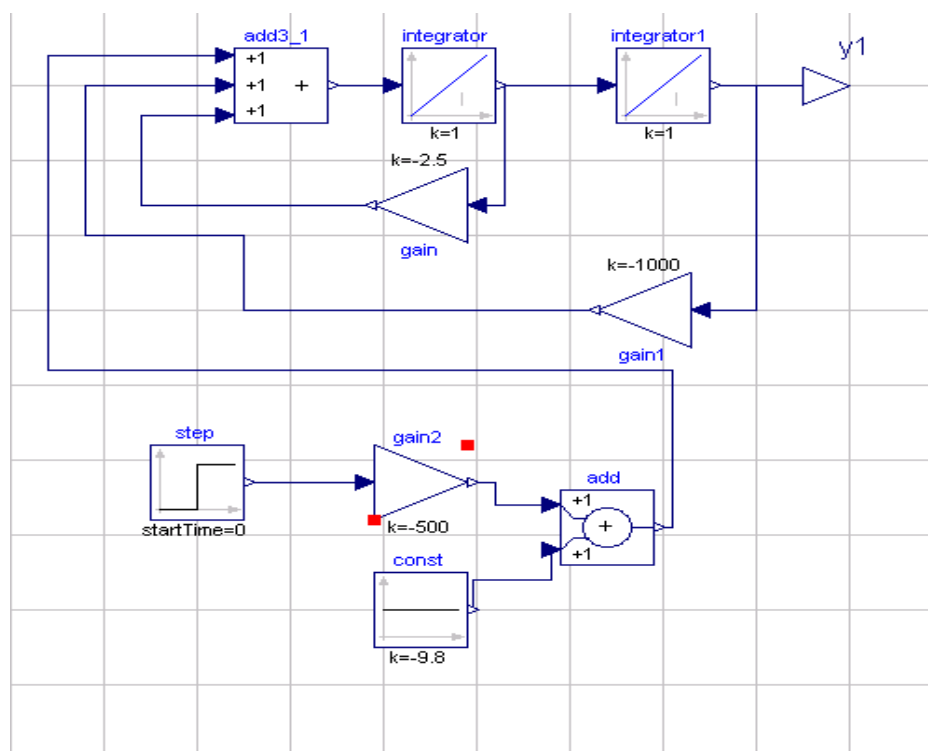 y1
add3_1
integrator
integrator1
+1
+1
+
+1
I
I
k=1
k=1
k=-2.5
gain
k=-1000
gain1
step
gain2
add
+1
+
startTime=0
k=-500
+1
const
k=-9.8